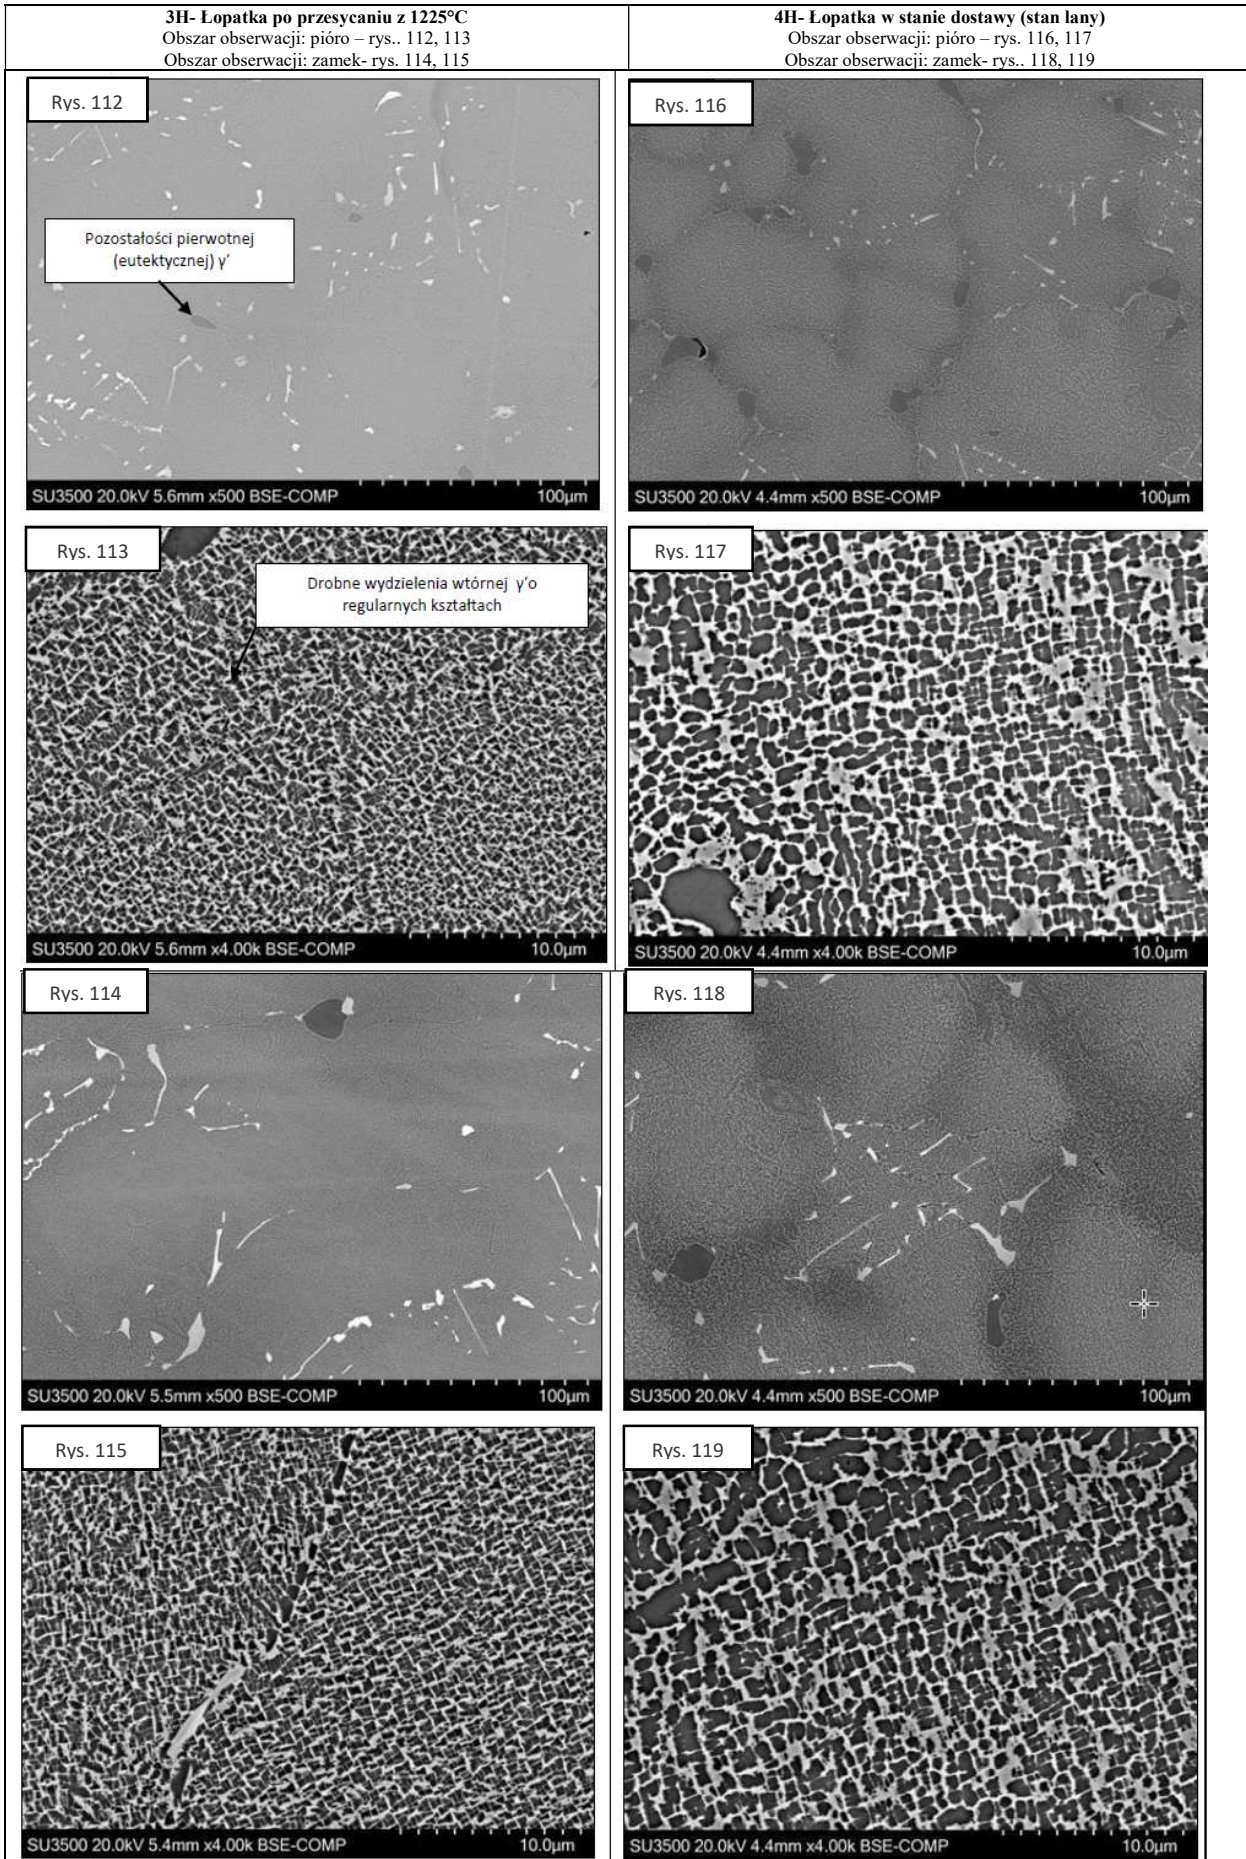 3H- Łopatka po przesycaniu z 1225°C
Obszar obserwacji: pióro – rys.. 112, 113
Obszar obserwacji: zamek- rys. 114, 115
4H- Łopatka w stanie dostawy (stan lany)
Obszar obserwacji: pióro – rys. 116, 117
Obszar obserwacji: zamek- rys.. 118, 119
Rys. 112
Pozostałości pierwotnej
(eutektycznej) γ'
SU3500 20.0kV 5.6mm x500 BSE-COMP 100µm
Rys. 116
SU3500 20.0kV 4.4mm x500 BSE-COMP 100µm
Rys. 113
Drobne wydzielenia wtórnej γ'o
regularnych kształtach
SU3500 20.0kV 5.6mm x4.00k BSE-COMP 10.0µm
Rys. 117
SU3500 20.0kV 4.4mm x4.00k BSE-COMP 10.0µm
Rys. 114
SU3500 20.0kV 5.5mm x500 BSE-COMP 100µm
Rys. 118
SU3500 20.0kV 4.4mm x500 BSE-COMP 100µm
Rys. 115
SU3500 20.0kV 5.4mm x4.00k BSE-COMP 10.0µm
Rys. 119
SU3500 20.0kV 4.4mm x4.00k BSE-COMP 10.0µm